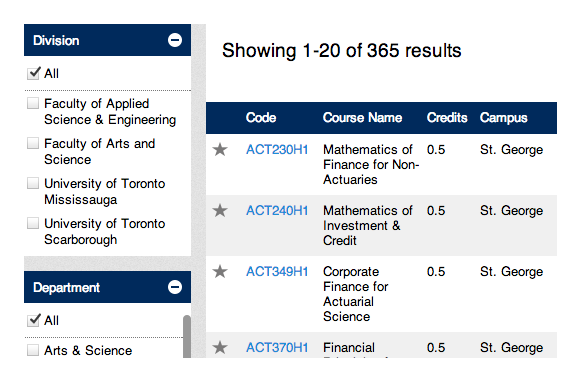 Division
All
Faculty of Applied
Science & Engineering
Faculty of Arts and
Science
University of Toronto
Mississauga
University of Toronto
Scarborough
Department
All
Arts & Science
Showing 1-20 of 365 results
Code Course Name Credits Campus
ACT230H1 Mathematics of 0.5 St. George
Finance for Non-
Actuaries
ACT240H1 Mathematics of 0.5 St. George
Investment &
Credit
ACT349H1 Corporate 0.5 St. George
Finance for
Actuarial
Science
ACT370H1 Financial 0.5 St. George